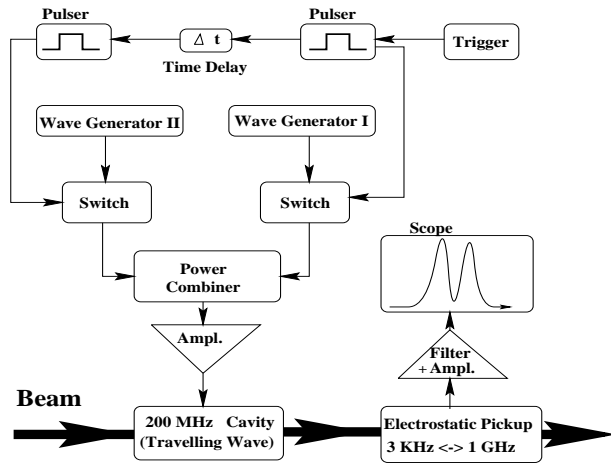 Pulser
Pulser
Δ t
Trigger
Time Delay
Wave Generator II
Wave Generator I
Switch
Switch
Scope
Power
Combiner
Ampl.
Filter
+ Ampl.
Beam
200 MHz Cavity
(Travelling Wave)
Electrostatic Pickup
3 KHz <-> 1 GHz